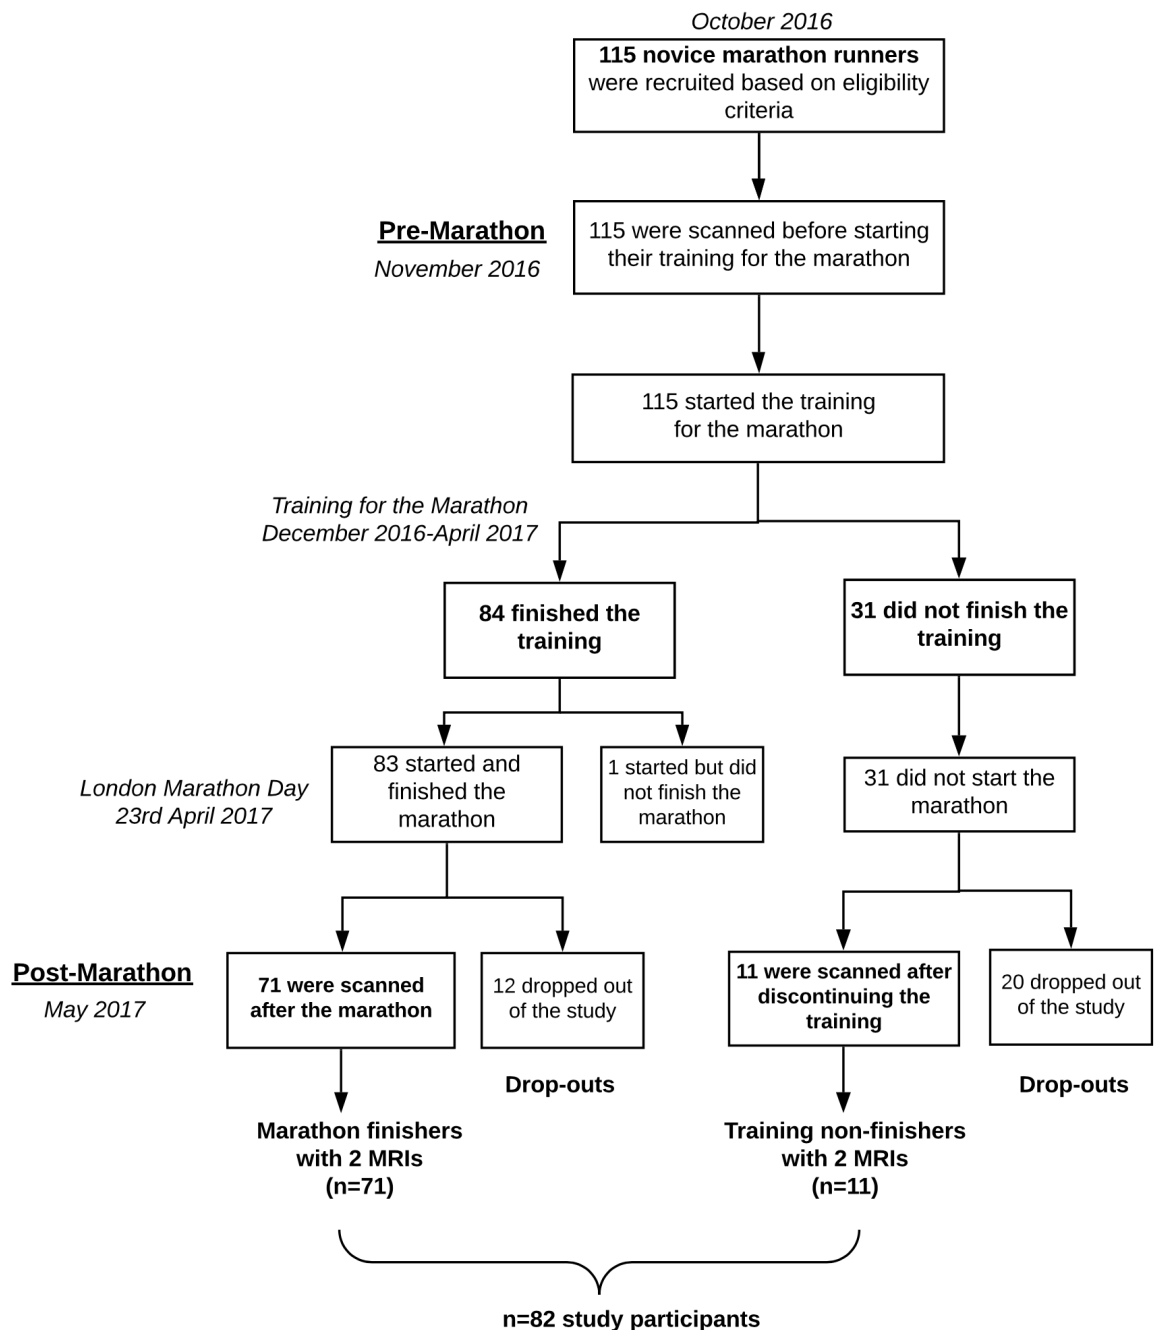 October 2016
115 novice marathon runners
were recruited based on eligibility
criteria
Pre-Marathon
November 2016
115 were scanned before starting
their training for the marathon
115 started the training
for the marathon
Training for the Marathon
December 2016-April 2017
84 finished the
training
31 did not finish the
training
London Marathon Day
23rd April 2017
83 started and
finished the
marathon
1 started but did
not finish the
marathon
31 did not start the
marathon
Post-Marathon
May 2017
71 were scanned
after the marathon
12 dropped out
of the study
11 were scanned after
discontinuing the
training
20 dropped out
of the study
Drop-outs
Drop-outs
Marathon finishers
with 2 MRIs
(n=71)
Training non-finishers
with 2 MRIs
(n=11)
n=82 study participants